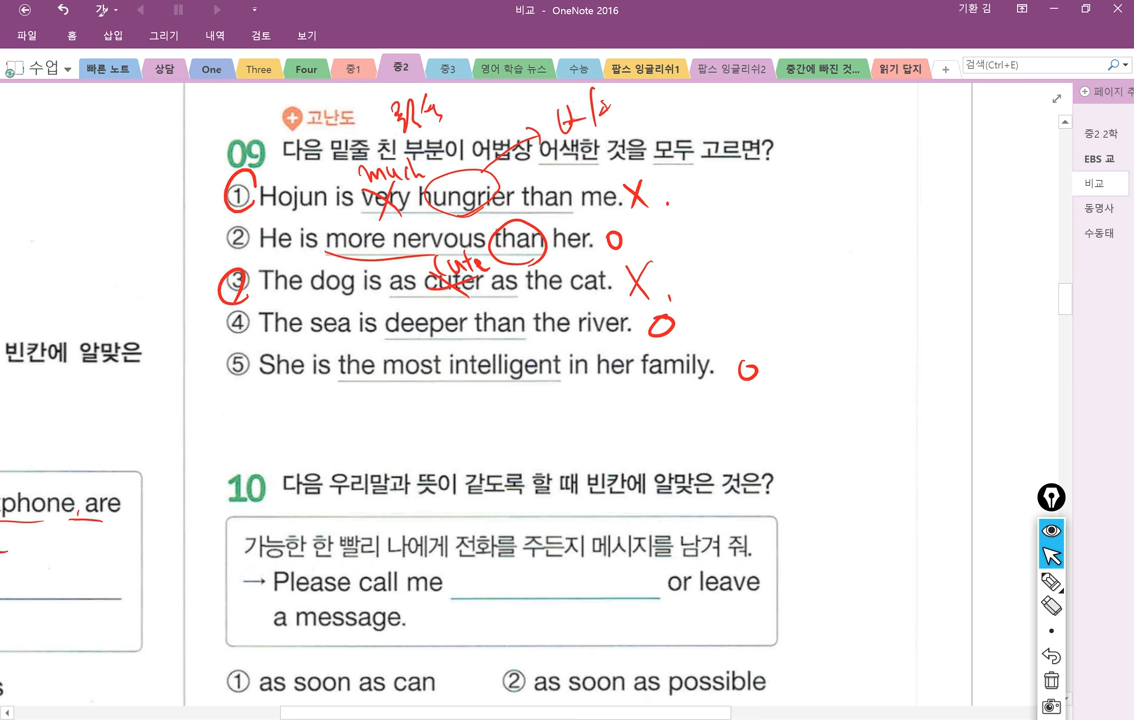 비교 - OneNote 2016
기환 김
파일 홈 삽입 그리기 내역 검토 보기
수업 빠른 노트 상담 One Three Four 중1 중2 중3 영어 학습 뉴스 수능 팝스 잉글리쉬1 팝스 잉글리쉬2 중간에 빠진 것... 읽기 답지 + 검색(Ctrl+E)
페이지 추
중2 2학
EBS 교
비교
동명사
수동태
고난도
09 다음 밑줄 친 부분이 어법상 어색한 것을 모두 고르면?
much
① Hojun is very hungrier than me. X
② He is more nervous than her. O
cute
③ The dog is as cuter as the cat. X
④ The sea is deeper than the river. O
⑤ She is the most intelligent in her family. O
빈칸에 알맞은
phone, are
10 다음 우리말과 뜻이 같도록 할 때 빈칸에 알맞은 것은?
가능한 한 빨리 나에게 전화를 주든지 메시지를 남겨 줘.
→ Please call me ____________ or leave
a message.
① as soon as can ② as soon as possible